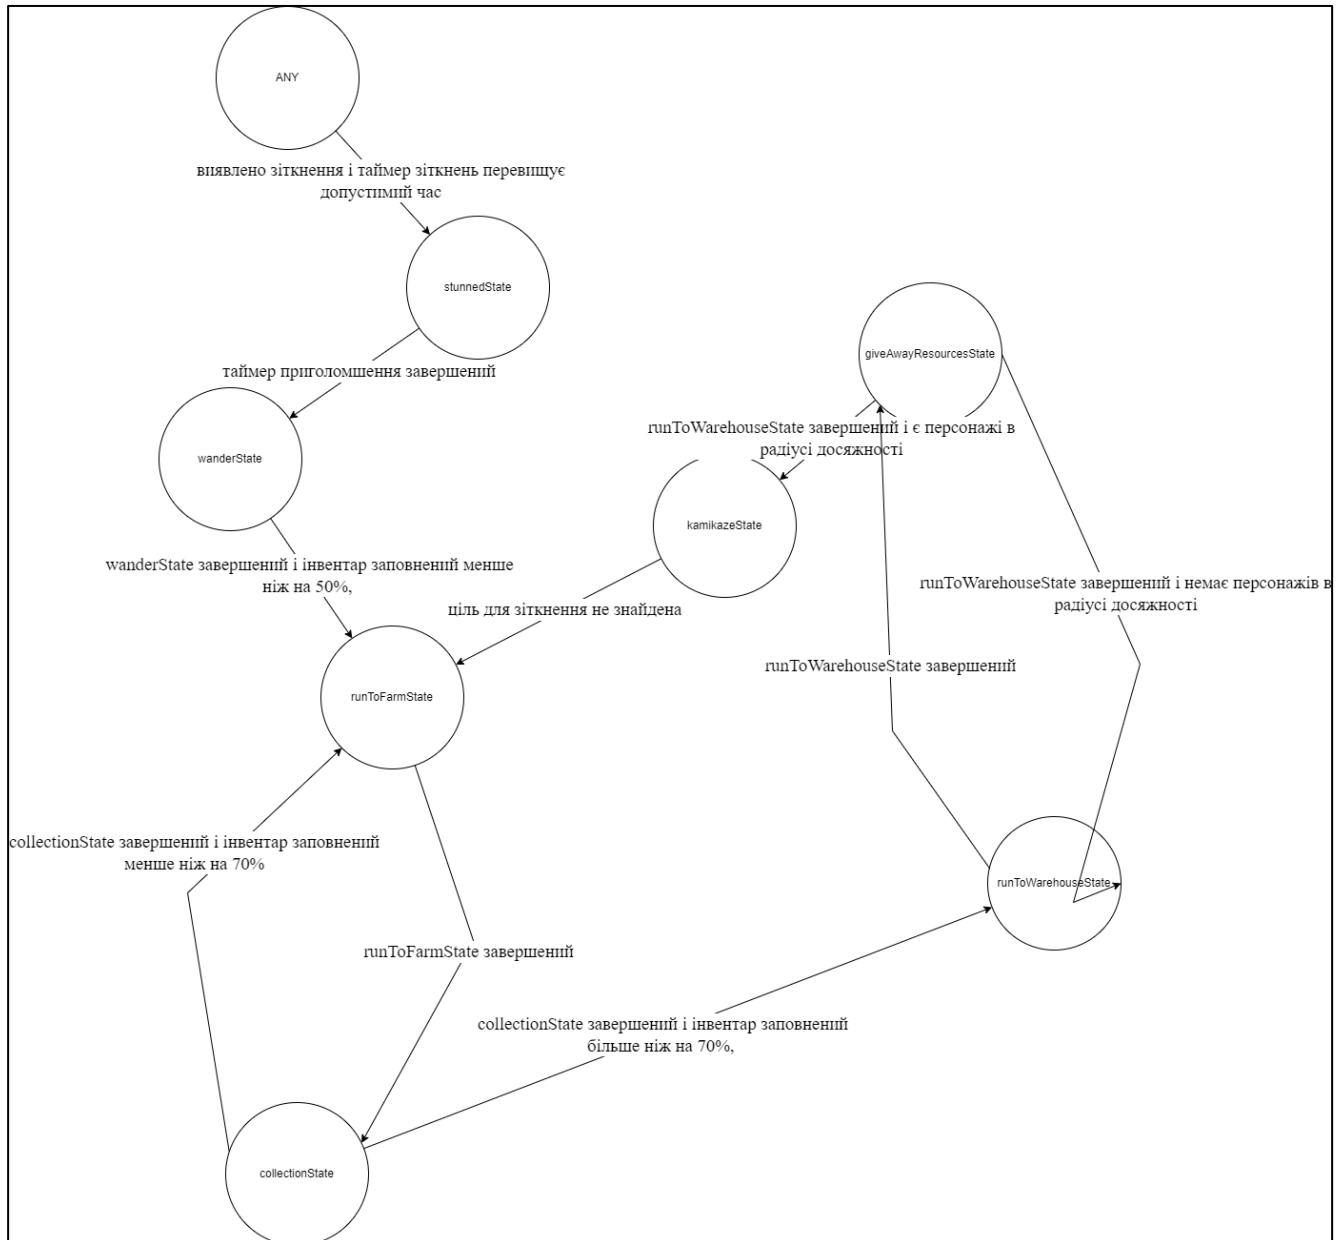 ANY
виявлено зіткнення і таймер зіткнень перевищує
допустимий час
stunnedState
giveAwayResourcesState
таймер приголомшення завершений
runToWarehouseState завершений і є персонажі в
радіусі досяжності
wanderState
kamikazeState
wanderState завершений і інвентар заповнений менше
ніж на 50%,
runToWarehouseState завершений і немає персонажів в
радіусі досяжності
ціль для зіткнення не знайдена
runToWarehouseState завершений
runToFarmState
collectionState завершений і інвентар заповнений
менше ніж на 70%
runToWarehouseState
runToFarmState завершений
collectionState завершений і інвентар заповнений
більше ніж на 70%,
collectionState